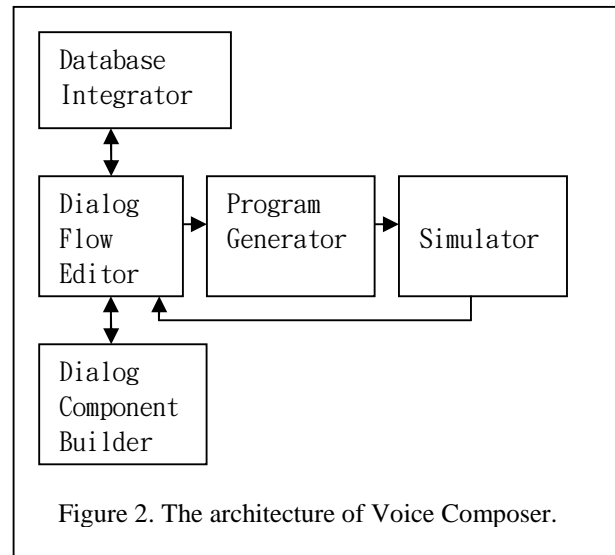 Database
Integrator
Dialog
Flow
Editor
Program
Generator
Simulator
Dialog
Component
Builder
Figure 2. The architecture of Voice Composer.